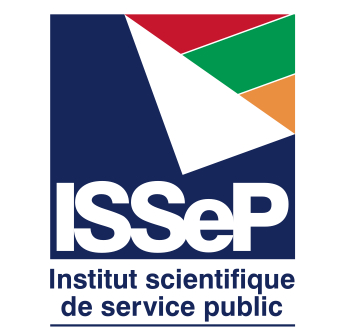 ISSeP
Institut scientifique
de service public